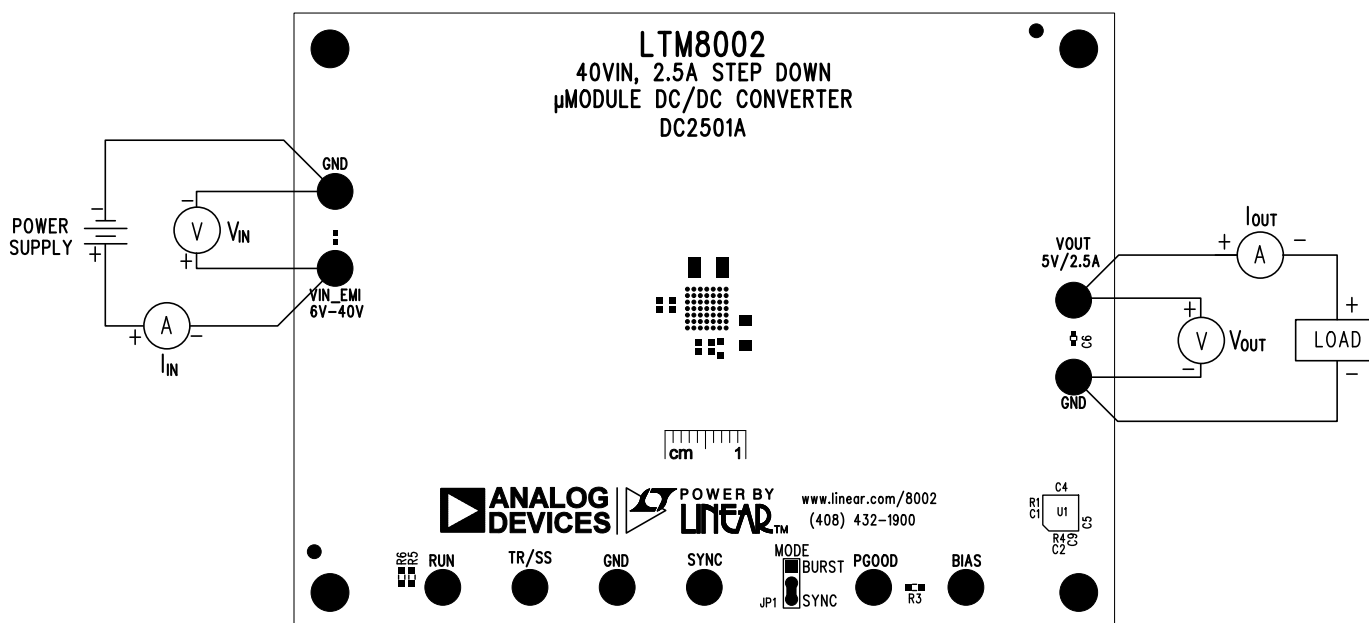 LTM8002
40VIN, 2.5A STEP DOWN
µMODULE DC/DC CONVERTER
DC2501A
GND
POWER
SUPPLY
-
+
-
V
+
VIN
VIN_EMI
6V-40V
+
A
-
IIN
VOUT
5V/2.5A
IOUT
+
A
-
+
V
-
VOUT
+
LOAD
-
C6
GND
cm 1
ANALOG
DEVICES
POWER BY
LINEAR™
www.linear.com/8002
(408) 432-1900
C4
R1
C1
U1
C5
R4
C2
C9
R6
R5
RUN
TR/SS
GND
SYNC
MODE
BURST
JP1
SYNC
PGOOD
R3
BIAS